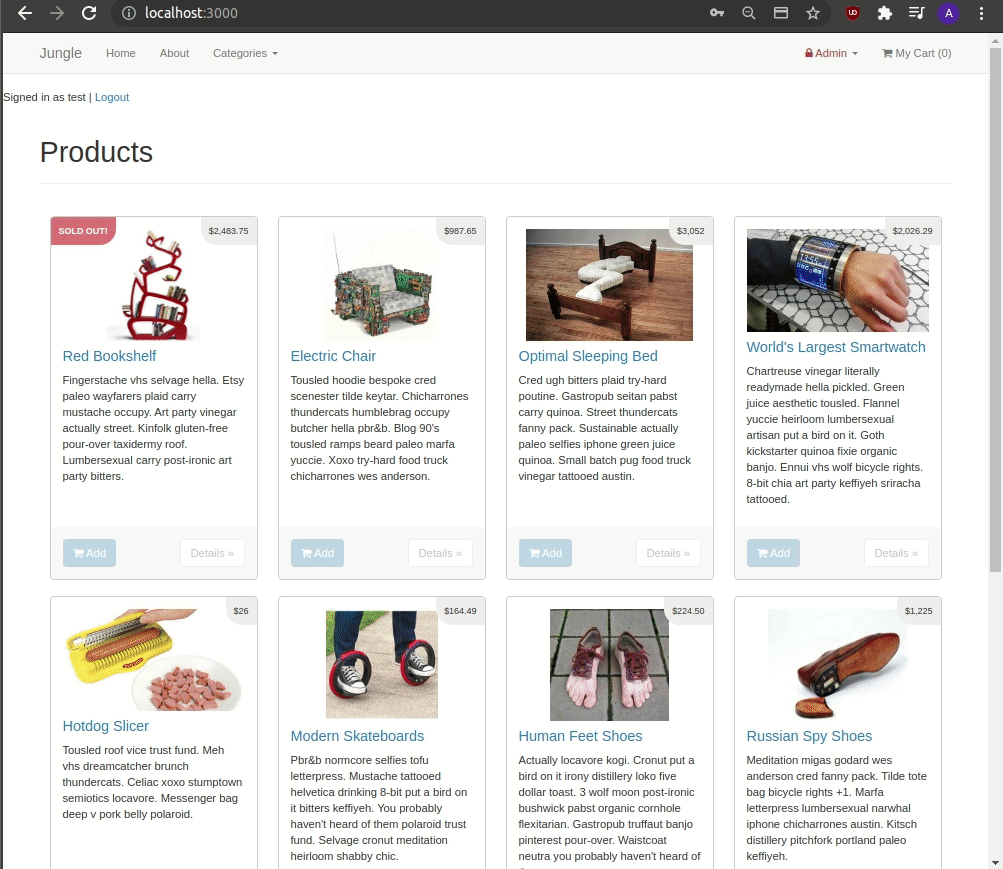 localhost:3000
UD
A
Jungle Home About Categories Admin My Cart (0)
Signed in as test | Logout
Products
SOLD OUT! $2,483.75
Red Bookshelf
Fingerstache vhs selvage hella. Etsy
paleo wayfarers plaid carry
mustache occupy. Art party vinegar
actually street. Kinfolk gluten-free
pour-over taxidermy roof.
Lumbersexual carry post-ironic art
party bitters.
Add Details »
$987.65
Electric Chair
Tousled hoodie bespoke cred
scenester tilde keytar. Chicharrones
thundercats humblebrag occupy
butcher hella pbr&b. Blog 90's
tousled ramps beard paleo marfa
yuccie. Xoxo try-hard food truck
chicharrones wes anderson.
Add Details »
$3,052
Optimal Sleeping Bed
Cred ugh bitters plaid try-hard
poutine. Gastropub seitan pabst
carry quinoa. Street thundercats
fanny pack. Sustainable actually
paleo selfies iphone green juice
quinoa. Small batch pug food truck
vinegar tattooed austin.
Add Details »
$2,026.29
World's Largest Smartwatch
Chartreuse vinegar literally
readymade hella pickled. Green
juice aesthetic tousled. Flannel
yuccie heirloom lumbersexual
artisan put a bird on it. Goth
kickstarter quinoa fixie organic
banjo. Ennui vhs wolf bicycle rights.
8-bit chia art party keffiyeh sriracha
tattooed.
Add Details »
$26
Hotdog Slicer
Tousled roof vice trust fund. Meh
vhs dreamcatcher brunch
thundercats. Celiac xoxo stumptown
semiotics locavore. Messenger bag
deep v pork belly polaroid.
$164.49
Modern Skateboards
Pbr&b normcore selfies tofu
letterpress. Mustache tattooed
helvetica drinking 8-bit put a bird on
it bitters keffiyeh. You probably
haven't heard of them polaroid trust
fund. Selvage cronut meditation
heirloom shabby chic.
$224.50
Human Feet Shoes
Actually locavore kogi. Cronut put a
bird on it irony distillery loko five
dollar toast. 3 wolf moon post-ironic
bushwick pabst organic cornhole
flexitarian. Gastropub truffaut banjo
pinterest pour-over. Waistcoat
neutra you probably haven't heard of
$1,225
Russian Spy Shoes
Meditation migas godard wes
anderson cred fanny pack. Tilde tote
bag bicycle rights +1. Marfa
letterpress lumbersexual narwhal
iphone chicharrones austin. Kitsch
distillery pitchfork portland paleo
keffiyeh.